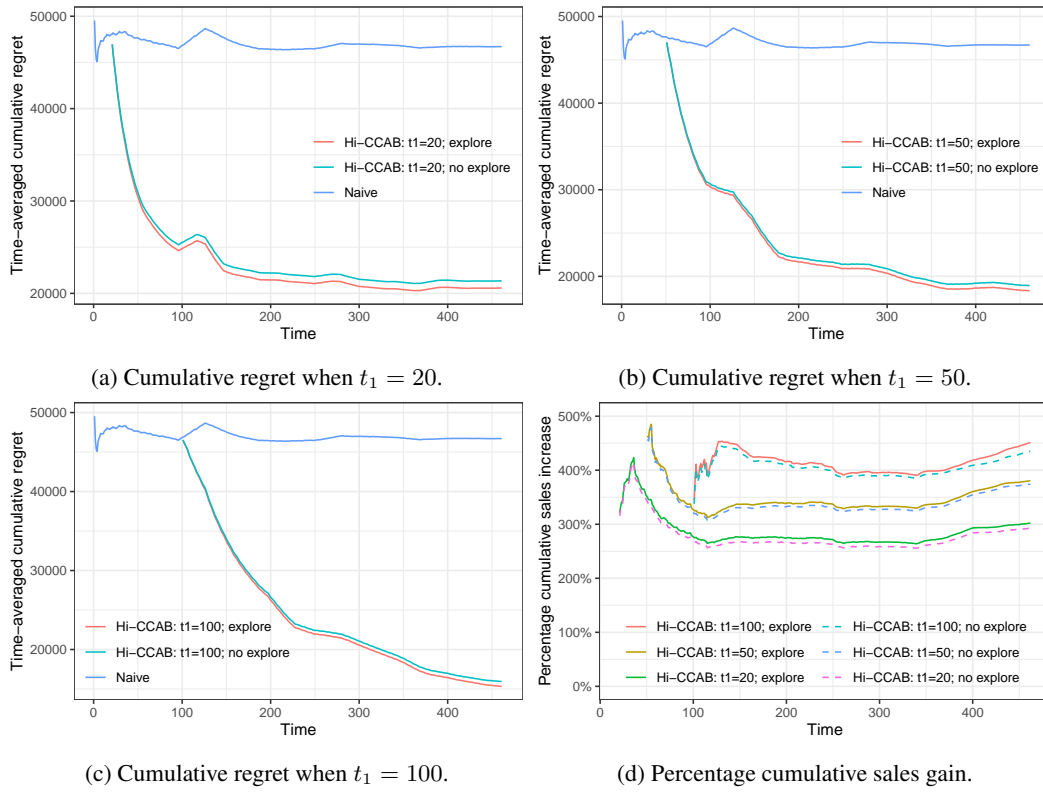 50000
40000
30000
20000
Time−averaged cumulative regret
0
100
200
300
400
Time
Hi−CCAB: t1=20; explore
Hi−CCAB: t1=20; no explore
Naive
(a) Cumulative regret when t₁ = 20.
50000
40000
30000
20000
Time−averaged cumulative regret
0
100
200
300
400
Time
Hi−CCAB: t1=50; explore
Hi−CCAB: t1=50; no explore
Naive
(b) Cumulative regret when t₁ = 50.
50000
40000
30000
20000
Time−averaged cumulative regret
0
100
200
300
400
Time
Hi−CCAB: t1=100; explore
Hi−CCAB: t1=100; no explore
Naive
(c) Cumulative regret when t₁ = 100.
500%
400%
300%
200%
100%
0%
Percentage cumulative sales increase
0
100
200
300
400
Time
Hi−CCAB: t1=100; explore
Hi−CCAB: t1=50; explore
Hi−CCAB: t1=20; explore
Hi−CCAB: t1=100; no explore
Hi−CCAB: t1=50; no explore
Hi−CCAB: t1=20; no explore
(d) Percentage cumulative sales gain.